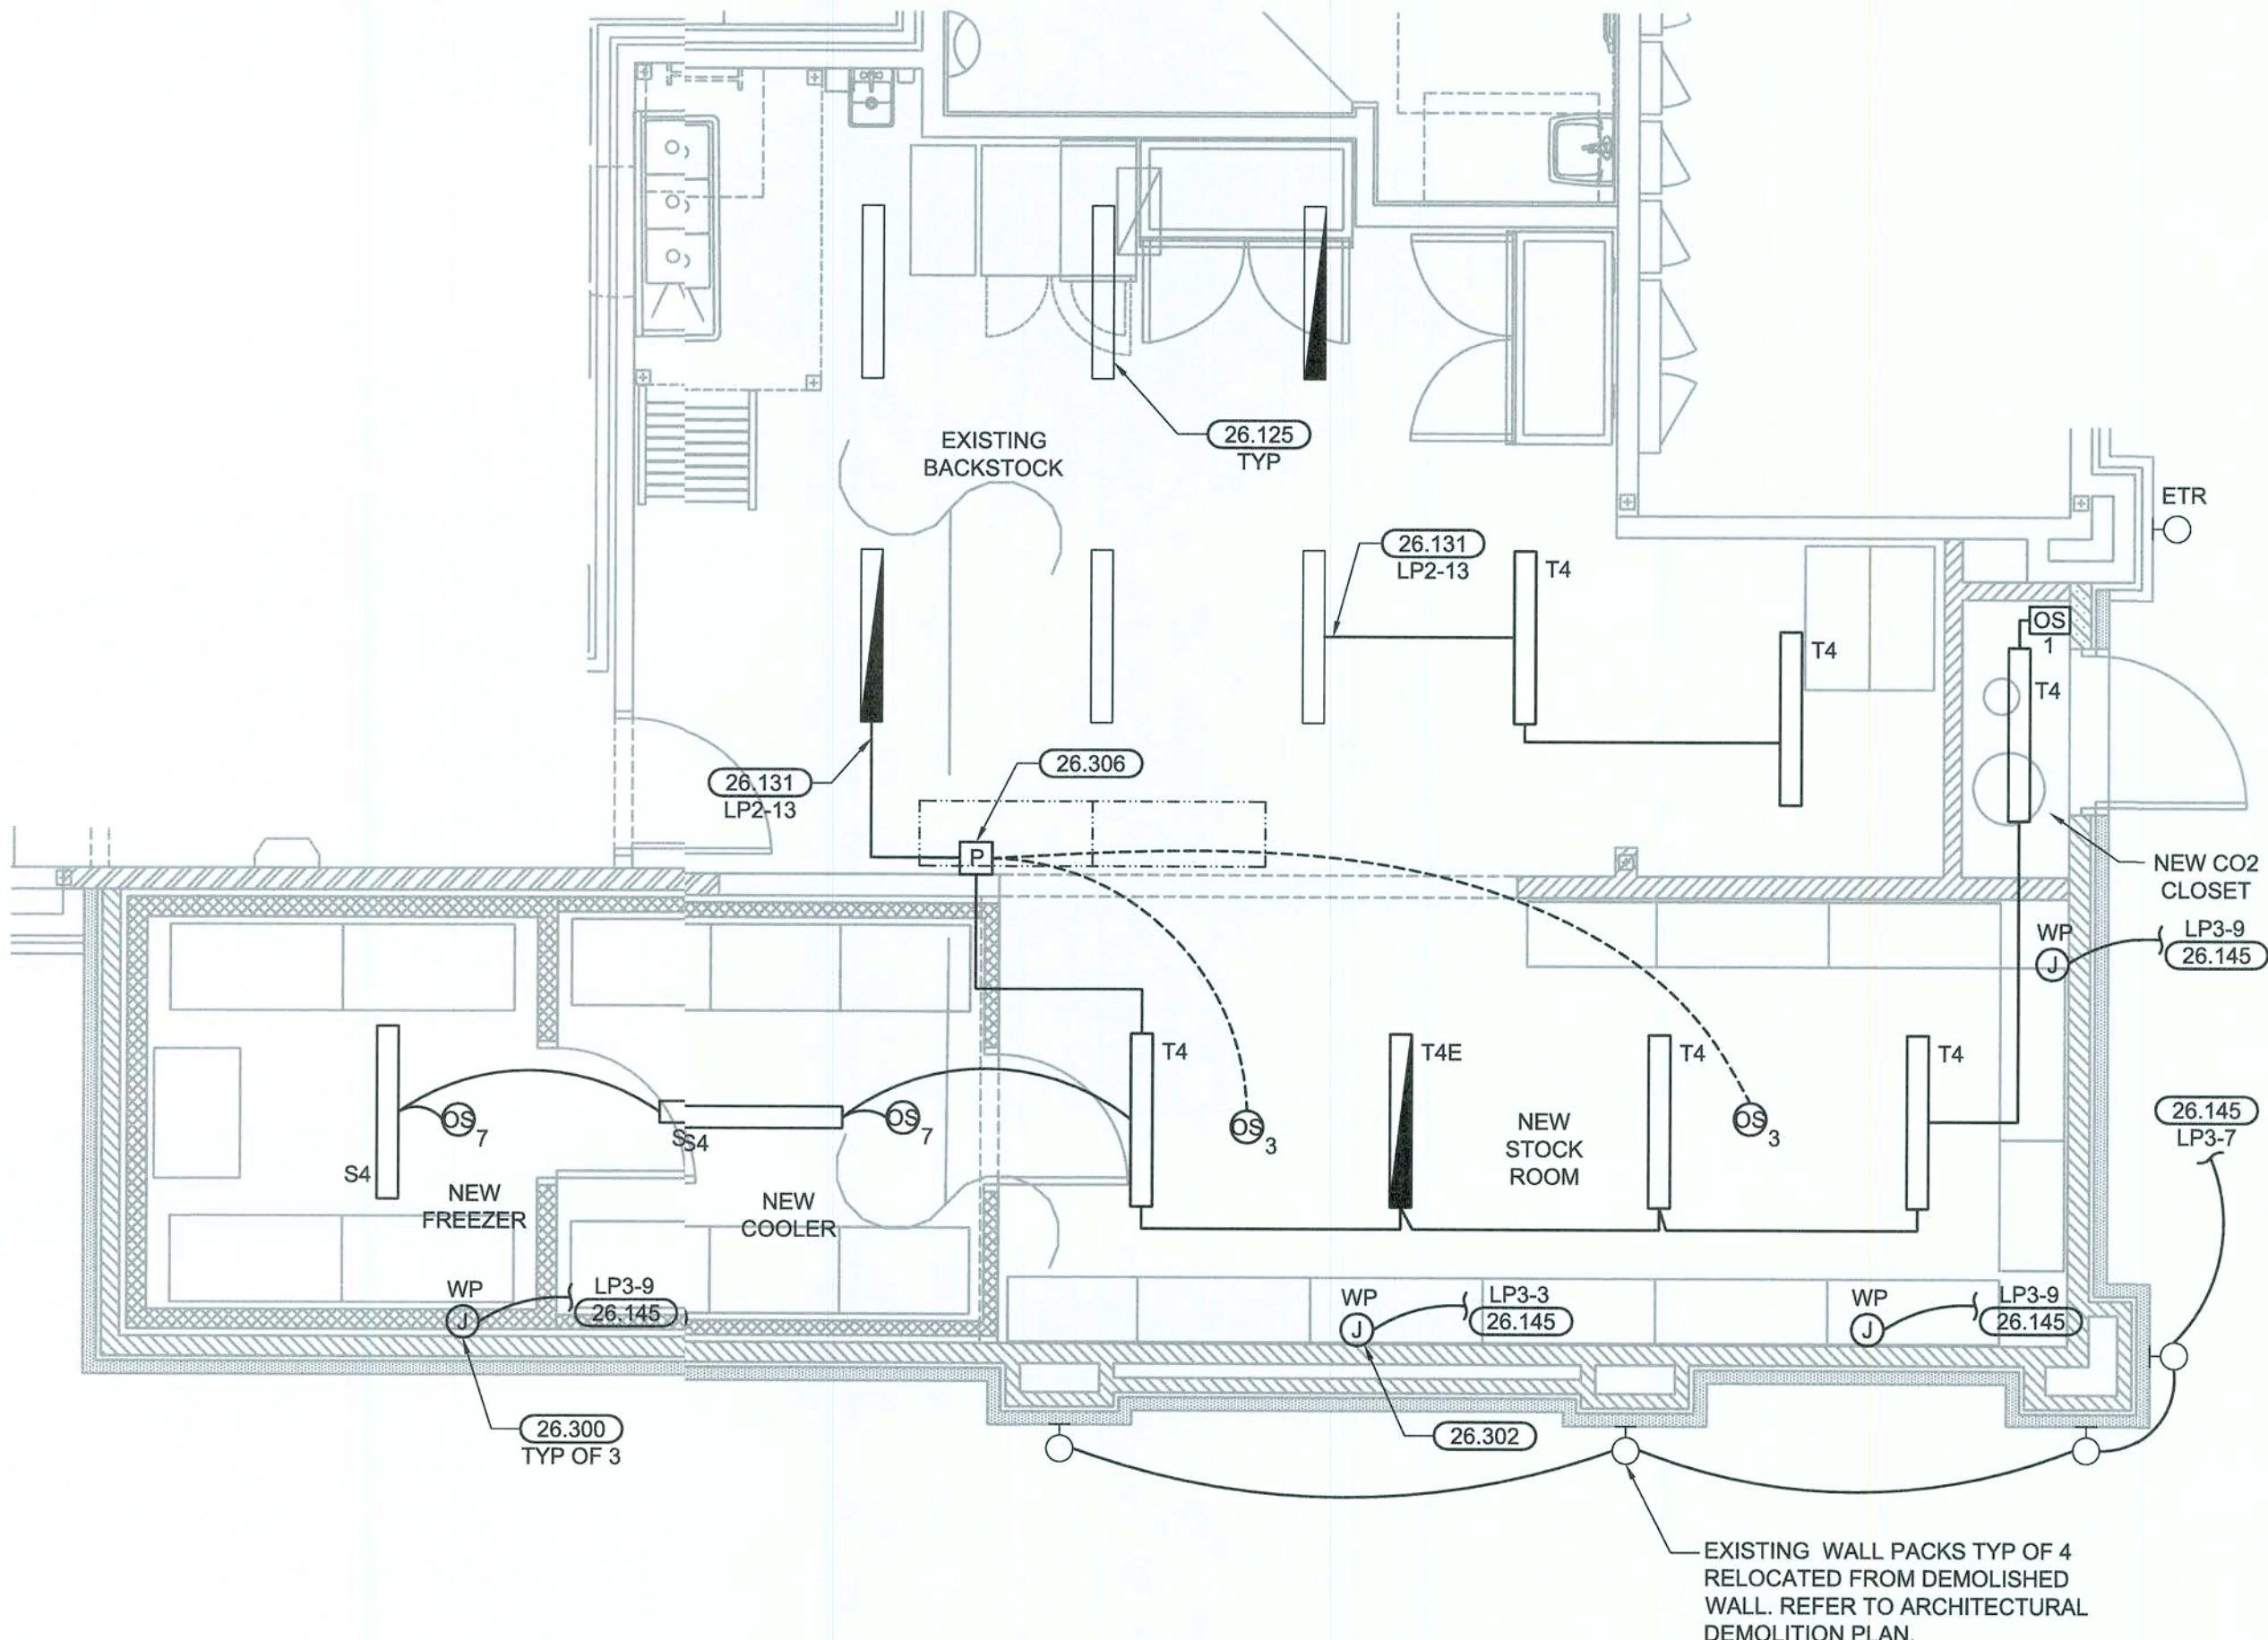 EXISTING
BACKSTOCK
26.125
TYP
ETR
26.131
LP2-13
T4
T4
OS
1
T4
26.306
26.131
LP2-13
P
NEW CO2
CLOSET
WP
J
LP3-9
26.145
T4
T4E
T4
T4
OS
7
OS
7
OS
3
OS
3
S4
SS4
NEW
FREEZER
NEW
COOLER
NEW
STOCK
ROOM
26.145
LP3-7
WP
J
LP3-9
26.145
WP
J
LP3-3
26.145
WP
J
LP3-9
26.145
26.300
TYP OF 3
26.302
EXISTING WALL PACKS TYP OF 4
RELOCATED FROM DEMOLISHED
WALL. REFER TO ARCHITECTURAL
DEMOLITION PLAN.